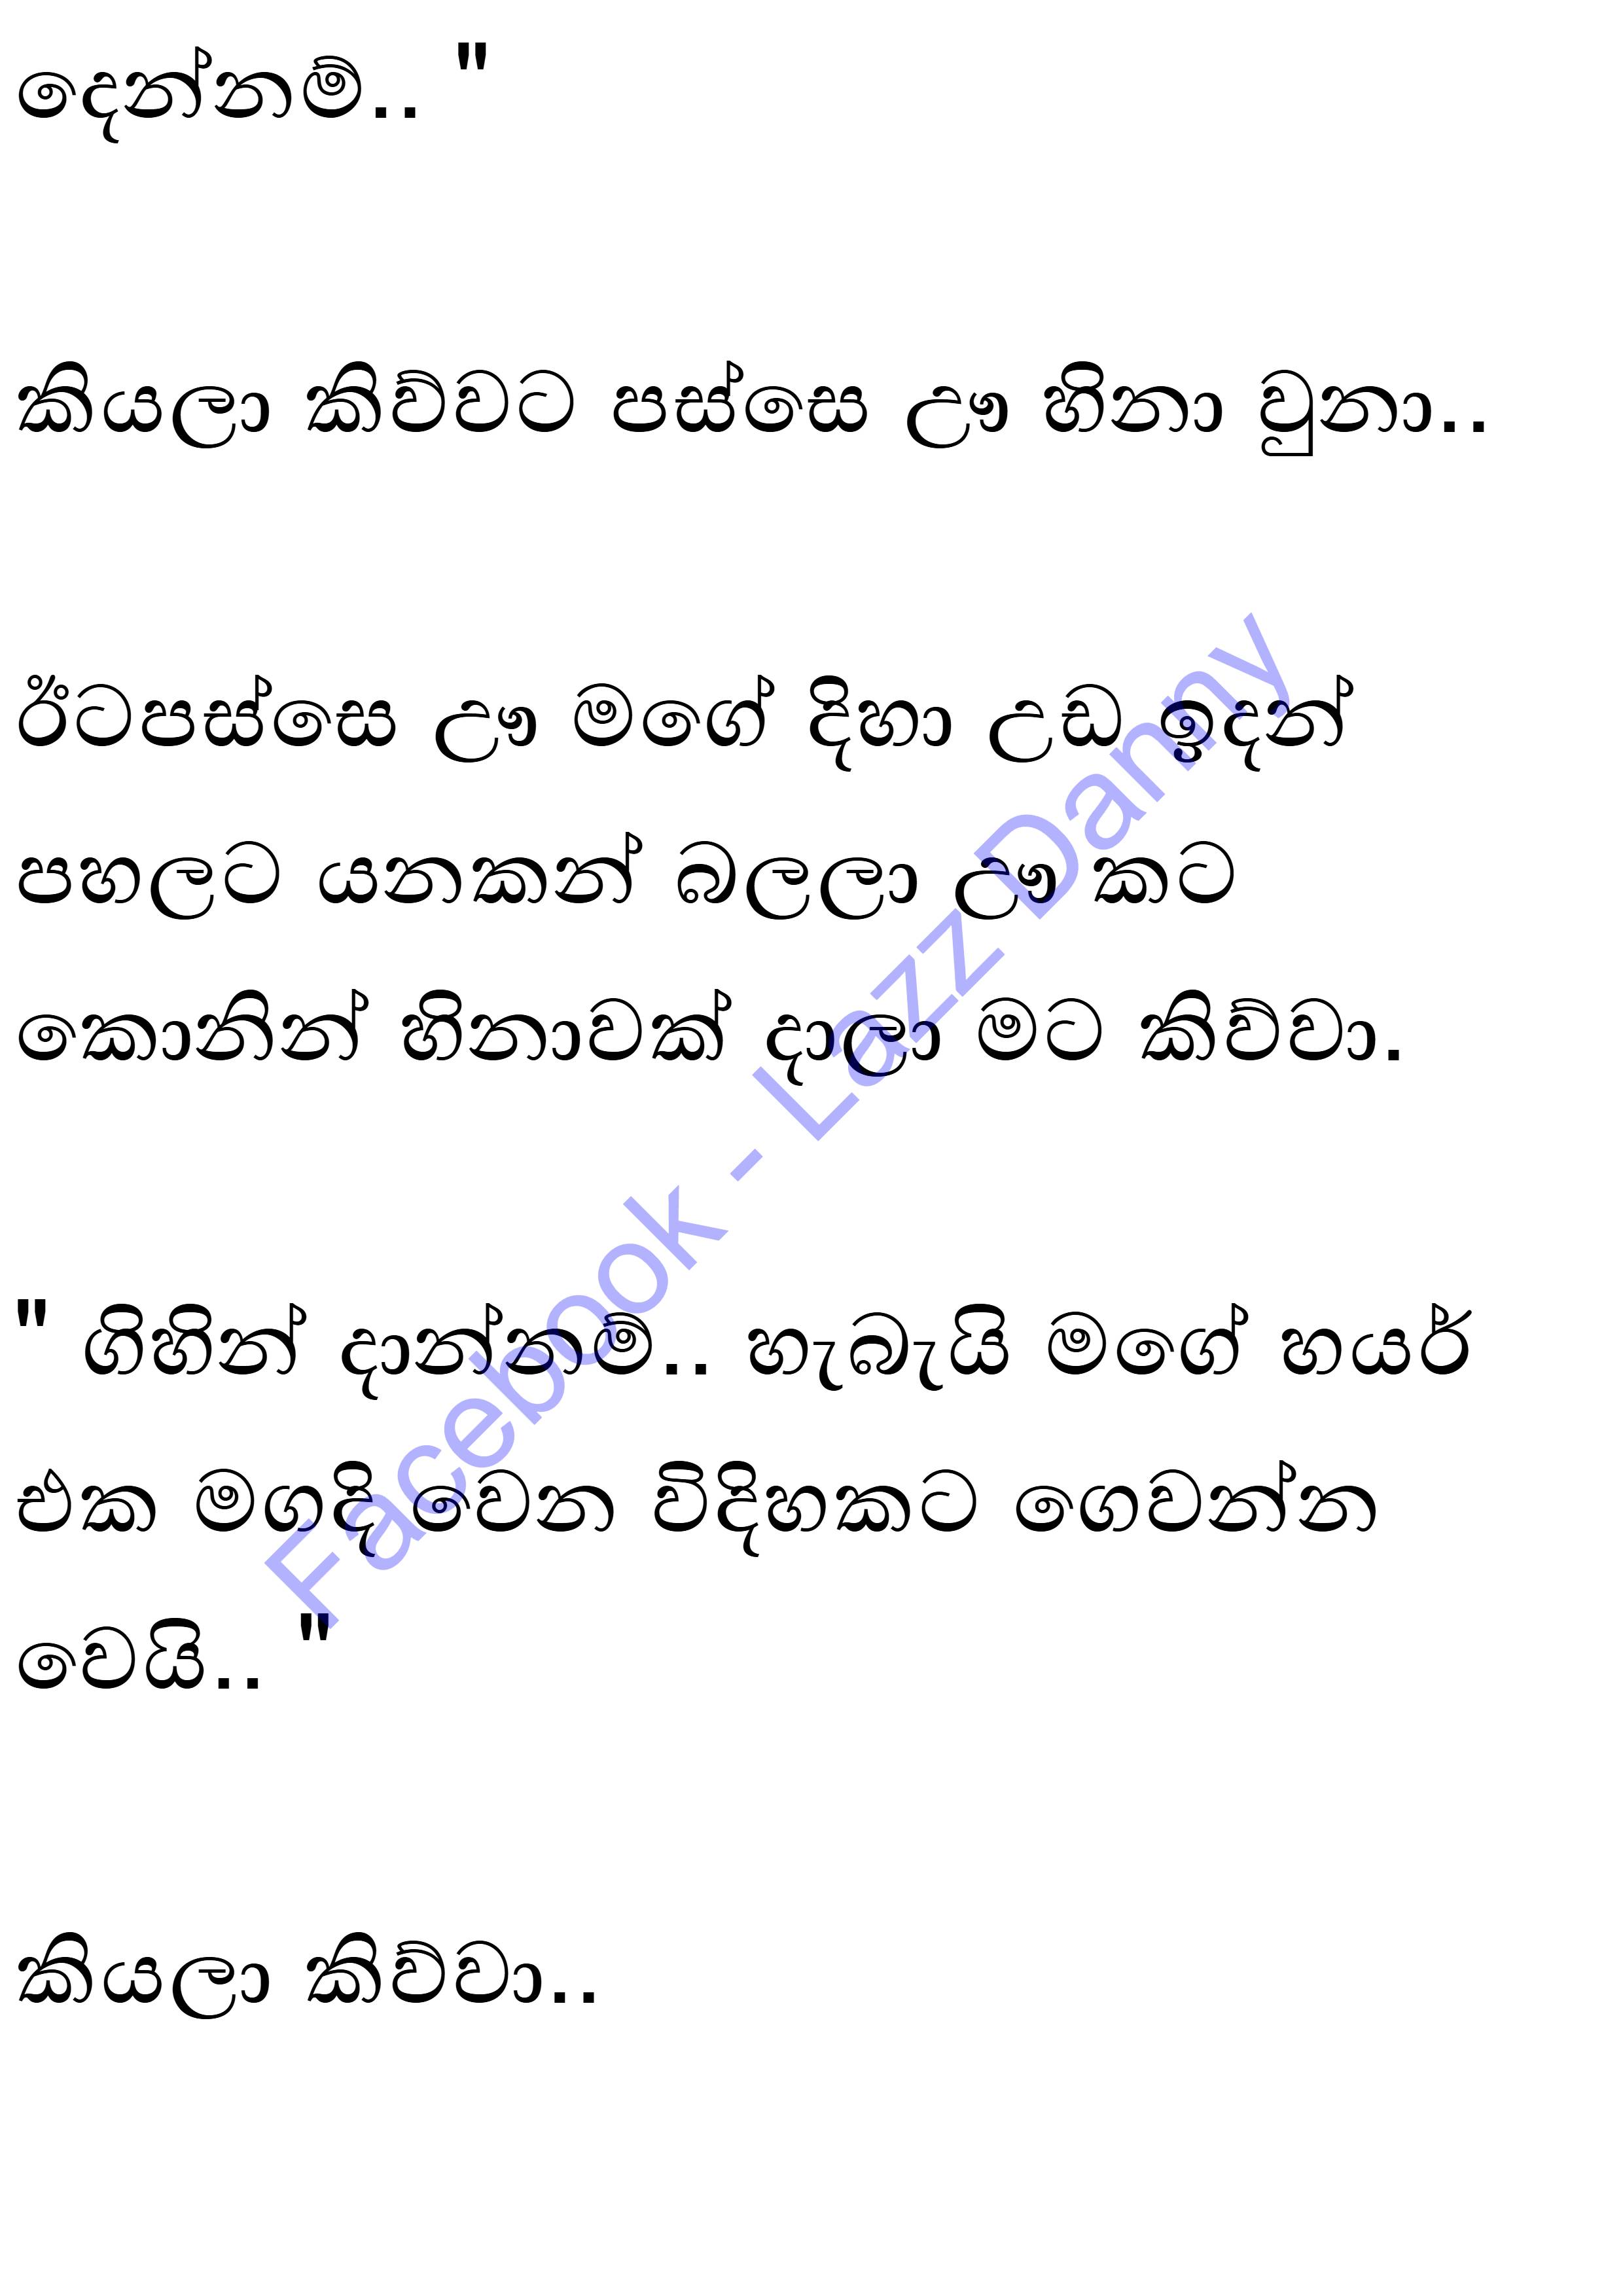 දෙන්නම්.. "
කියලා කිව්වට පස්සෙ ඌ හිනා වුනා..
ඊටපස්සෙ ඌ මගේ දිහා උඩ ඉදන්
පහලට යනකන් බලලා ඌ කට
කොනින් හිනාවක් දාලා මට කිව්වා.
" ගිහින් දාන්නම්.. හැබැයි මගේ හයර්
එක මගදි වෙන විදිහකට ගෙවන්න
වෙයි.. "
කියලා කිව්වා..
Facebook - Lazz Danny